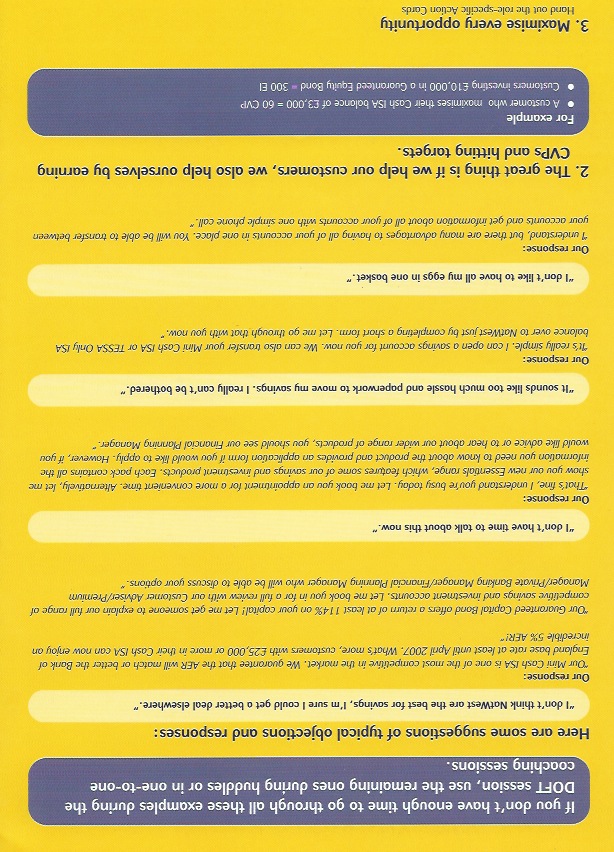 If you don't have enough time to go through all these examples during the
DOFT session, use the remaining ones during huddles or in one-to-one
coaching sessions.
Here are some suggestions of typical objections and responses:
"I don't think NatWest are the best for savings, I'm sure I could get a better deal elsewhere."
Our response:
"Our Mini Cash ISA is one of the most competitive in the market. We guarantee that the AER will match or better the Bank of
England base rate at least until April 2007. What's more, customers with £25,000 or more in their Cash ISA can now enjoy an
incredible 5% AER!"
"Our Guaranteed Capital Bond offers a return of at least 114% on your capital! Let me get someone to explain our full range of
competitive savings and investment accounts. Let me book you in for a full review with our Customer Adviser/Premium
Manager/Private Banking Manager/Financial Planning Manager who will be able to discuss your options."
"I don't have time to talk about this now."
Our response:
"That's fine, I understand you're busy today. Let me book you an appointment for a more convenient time. Alternatively, let me
show you our new Essentials range, which features some of our savings and investment products. Each pack contains all the
information you need to know about the product and provides an application form if you would like to apply. However, if you
would like advice or to hear about our wider range of products, you should see our Financial Planning Manager."
"It sounds like too much hassle and paperwork to move my savings. I really can't be bothered."
Our response:
"It's really simple. I can open a savings account for you now. We can also transfer your Mini Cash ISA or TESSA Only ISA
balance over to NatWest just by completing a short form. Let me go through that with you now."
"I don't like to have all my eggs in one basket."
Our response:
"I understand, but there are many advantages to having all of your accounts in one place. You will be able to transfer between
your accounts and get information about all of your accounts with one simple phone call."
2. The great thing is if we help our customers, we also help ourselves by earning
CVPs and hitting targets.
For example
● A customer who maximises their Cash ISA balance of £3,000 = 60 CVP
● Customers investing £10,000 in a Guaranteed Equity Bond = 300 EI
3. Maximise every opportunity
Hand out the role-specific Action Cards